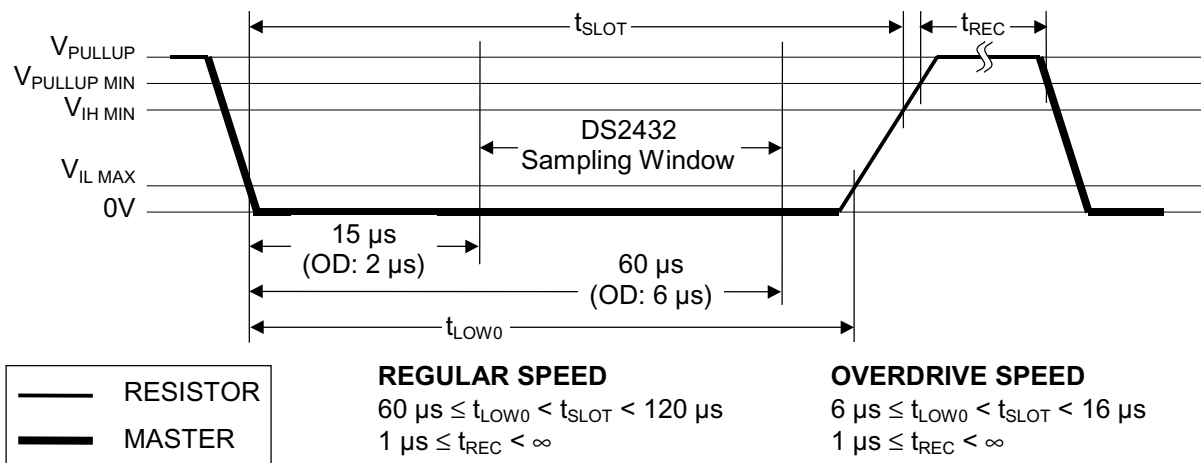 tSLOT
tREC
VPULLUP
VPULLUP MIN
VIH MIN
DS2432
Sampling Window
VIL MAX
0V
15 µs
(OD: 2 µs)
60 µs
(OD: 6 µs)
tLOW0
RESISTOR
MASTER
REGULAR SPEED
60 µs ≤ tLOW0 < tSLOT < 120 µs
1 µs ≤ tREC < ∞
OVERDRIVE SPEED
6 µs ≤ tLOW0 < tSLOT < 16 µs
1 µs ≤ tREC < ∞